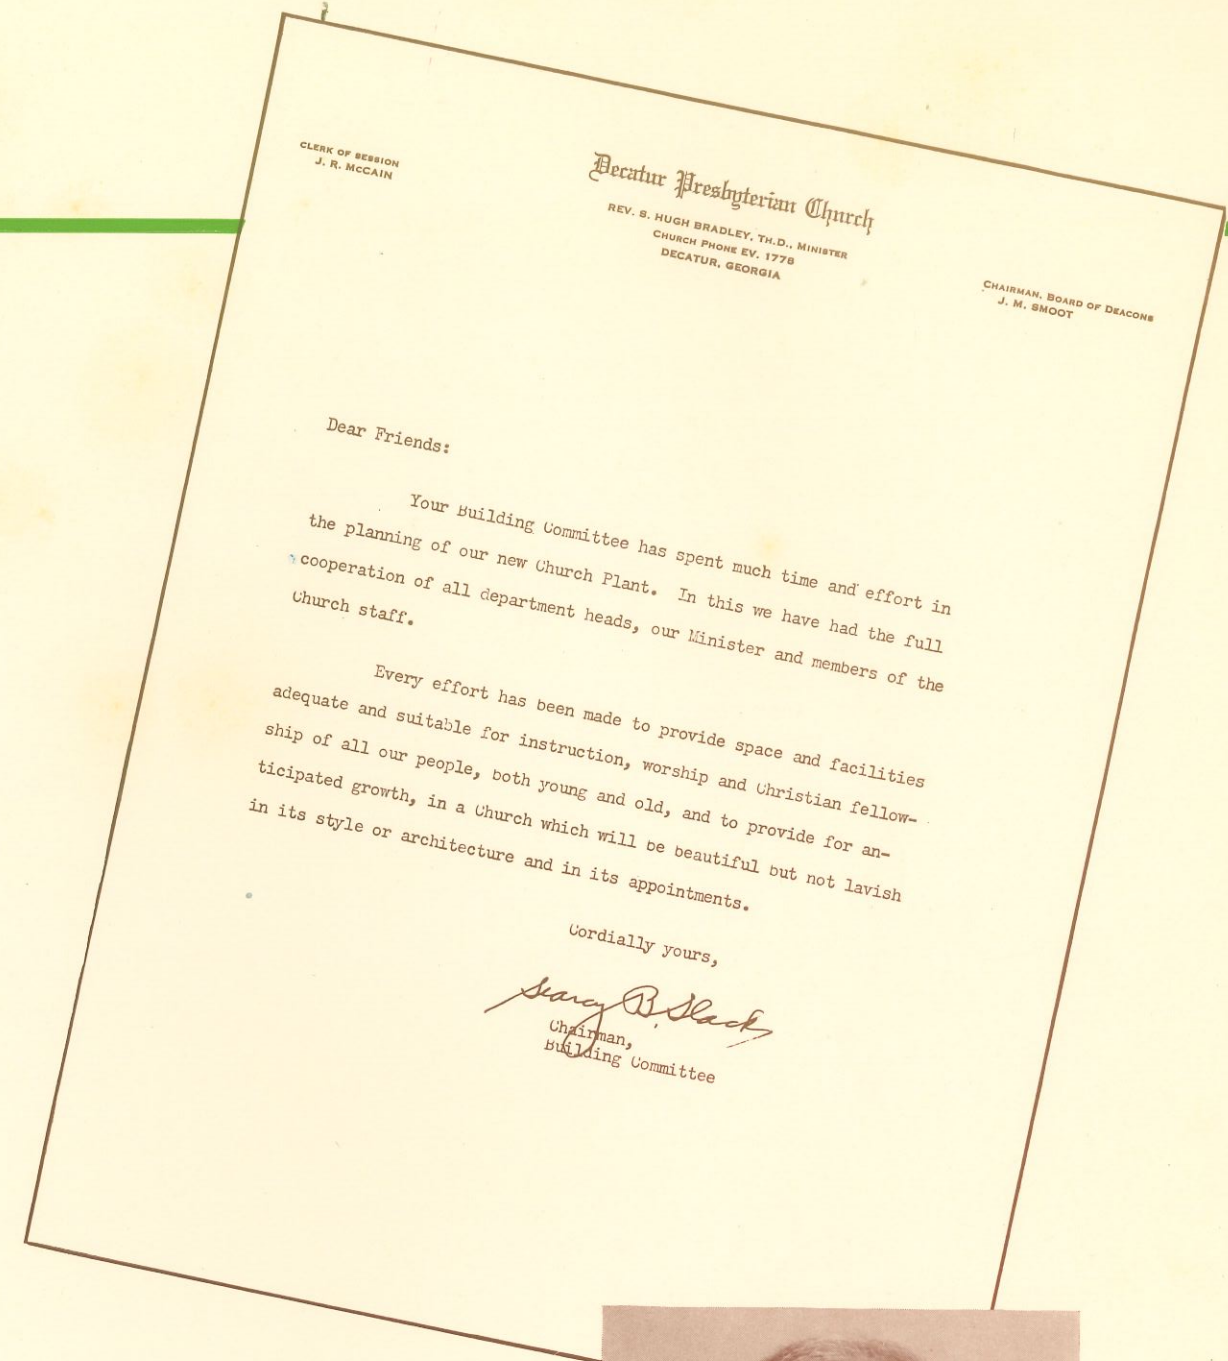 CLERK OF SESSION
J. R. McCAIN
Decatur Presbyterian Church
REV. S. HUGH BRADLEY, TH.D., MINISTER
CHURCH PHONE EV. 1778
DECATUR, GEORGIA
CHAIRMAN, BOARD OF DEACONS
J. M. SMOOT
Dear Friends:
Your Building Committee has spent much time and effort in
the planning of our new Church Plant. In this we have had the full
cooperation of all department heads, our Minister and members of the
Church staff.
Every effort has been made to provide space and facilities
adequate and suitable for instruction, worship and Christian fellow-
ship of all our people, both young and old, and to provide for an-
ticipated growth, in a Church which will be beautiful but not lavish
in its style or architecture and in its appointments.
Cordially yours,
Searcy B. Slack
Chairman,
Building Committee